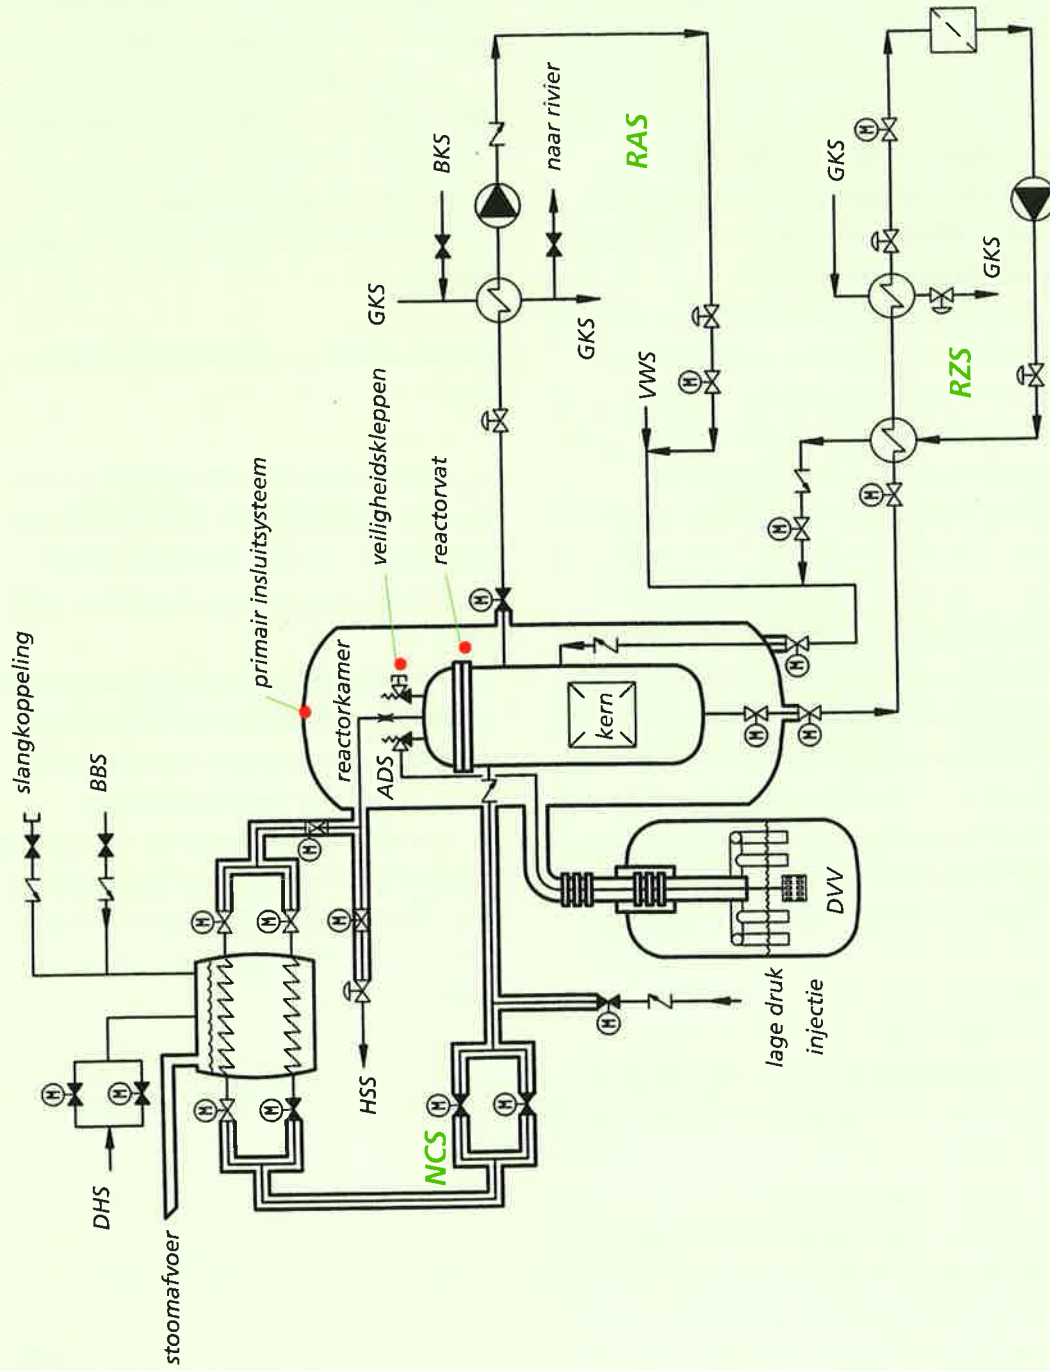 slangkoppeling
M
BBS
DHS
M
stoomafvoer
M
M
primair insluitsysteem
M
M
M
reactorkamer
M
HSS
GKS
veiligheidskleppen
ADS
NCS
M
reactorvat
BKS
M
M
naar rivier
GKS
kern
M
RAS
VWS
M
lage druk
injectie
M
M
M
M
DVV
GKS
M
M
RZS
GKS